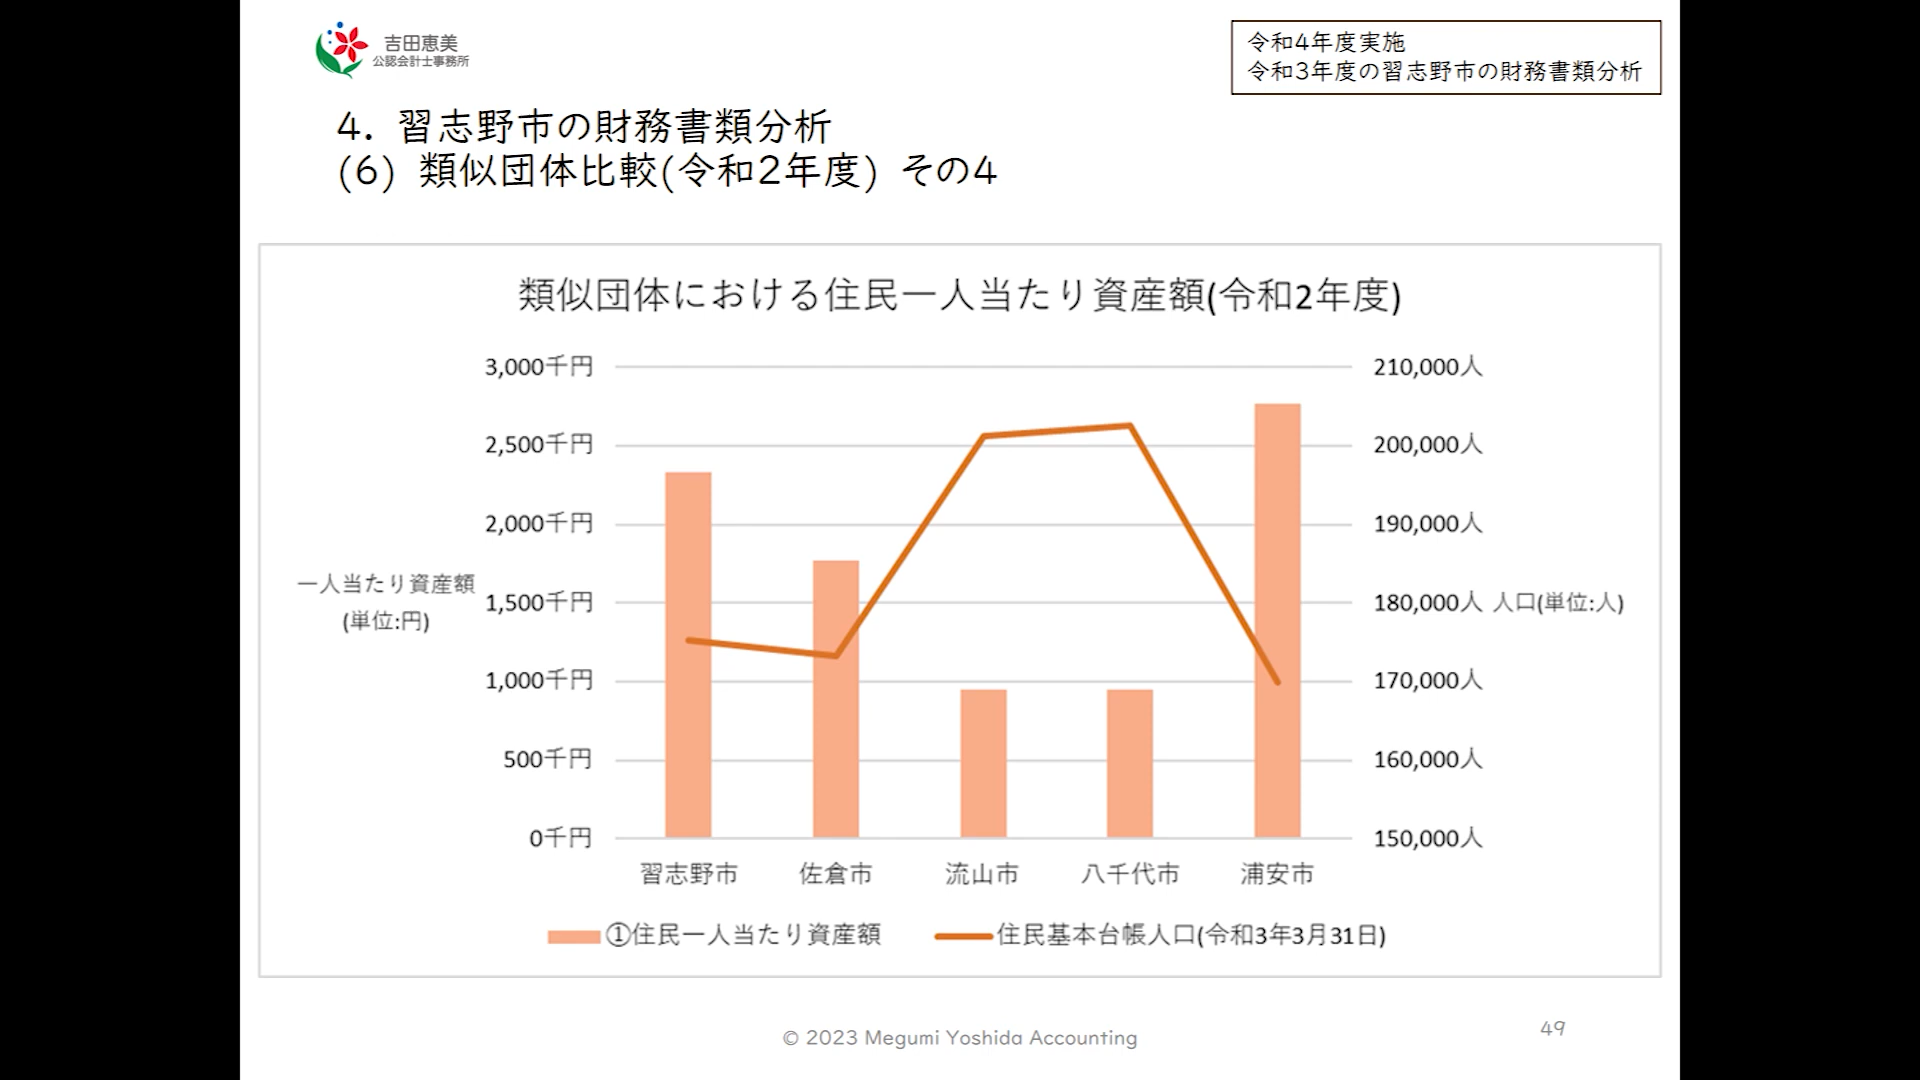 吉田恵美
公認会計士事務所
令和4年度実施
令和3年度の習志野市の財務書類分析
4. 習志野市の財務書類分析
(6) 類似団体比較(令和2年度) その4
類似団体における住民一人当たり資産額(令和2年度)
3,000千円
2,500千円
2,000千円
1,500千円
1,000千円
500千円
0千円
一人当たり資産額
(単位:円)
210,000人
200,000人
190,000人
180,000人
170,000人
160,000人
150,000人
人口(単位:人)
習志野市 佐倉市 流山市 八千代市 浦安市
①住民一人当たり資産額 住民基本台帳人口(令和3年3月31日)
© 2023 Megumi Yoshida Accounting
49